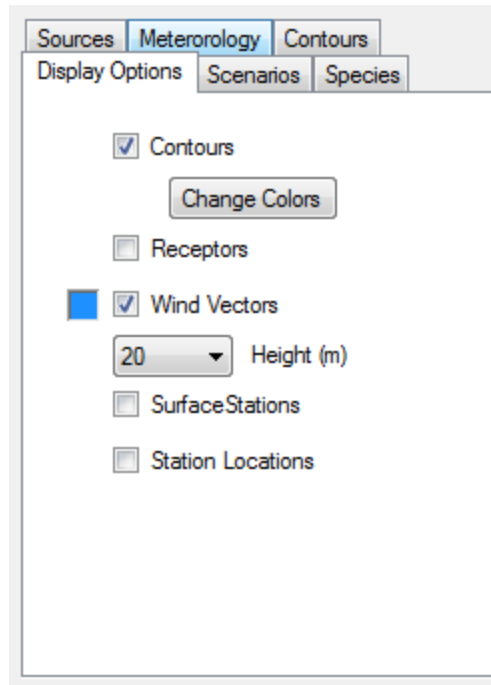 Sources Meterorology Contours
Display Options Scenarios Species
Contours
Change Colors
Receptors
Wind Vectors
20 Height (m)
SurfaceStations
Station Locations